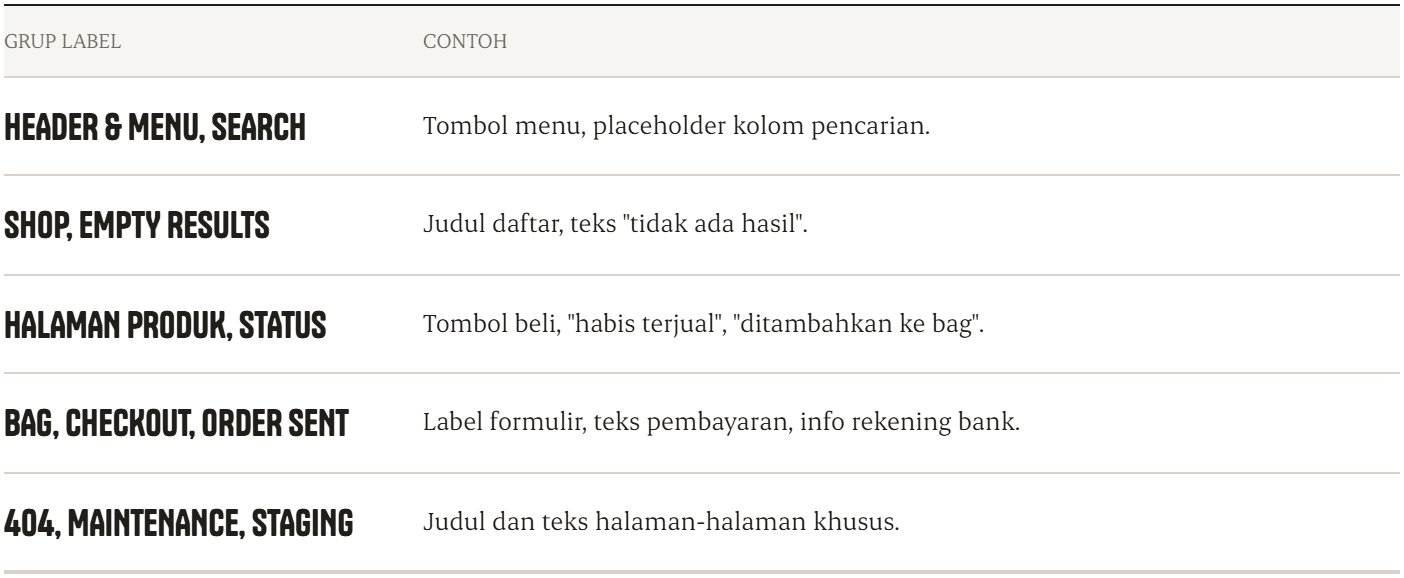 GRUP LABEL CONTOH
HEADER & MENU, SEARCH Tombol menu, placeholder kolom pencarian.
SHOP, EMPTY RESULTS Judul daftar, teks "tidak ada hasil".
HALAMAN PRODUK, STATUS Tombol beli, "habis terjual", "ditambahkan ke bag".
BAG, CHECKOUT, ORDER SENT Label formulir, teks pembayaran, info rekening bank.
404, MAINTENANCE, STAGING Judul dan teks halaman-halaman khusus.